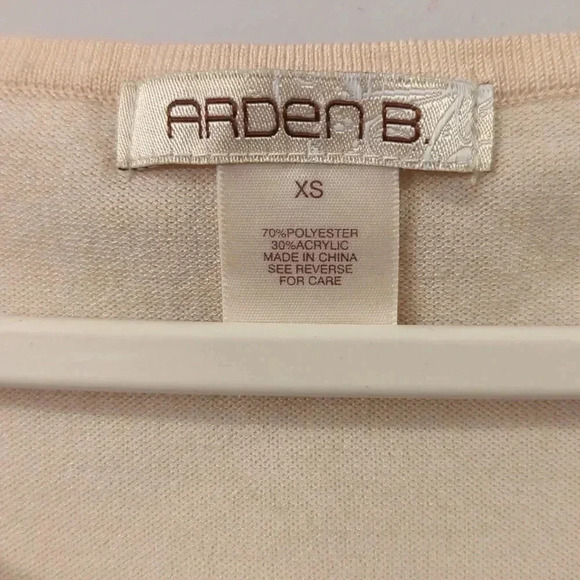 ARDEN B.
XS
70%POLYESTER
30%ACRYLIC
MADE IN CHINA
SEE REVERSE
FOR CARE